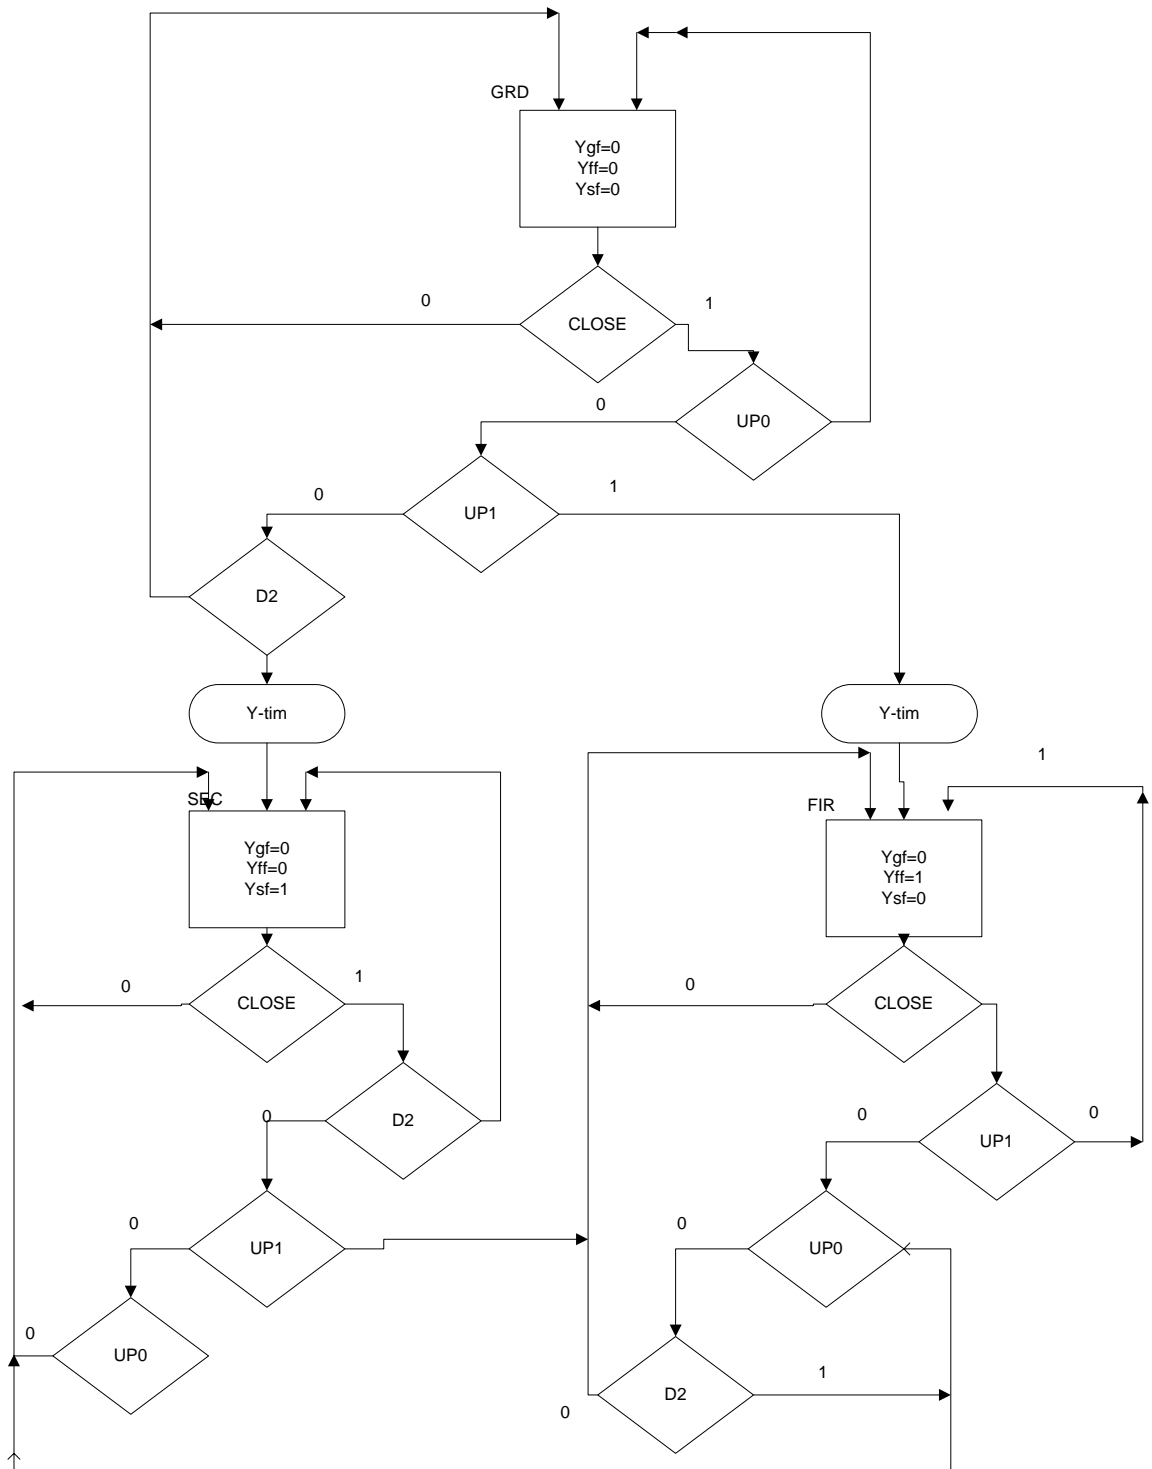 GRD
Ygf=0
Yff=0
Ysf=0
0
1
CLOSE
0
UP0
0
1
UP1
D2
Y-tim
Y-tim
1
SEC
FIR
Ygf=0
Yff=0
Ysf=1
Ygf=0
Yff=1
Ysf=0
0
1
CLOSE
0
CLOSE
0
D2
0
0
UP1
0
UP1
0
UP0
0
UP0
1
D2
0